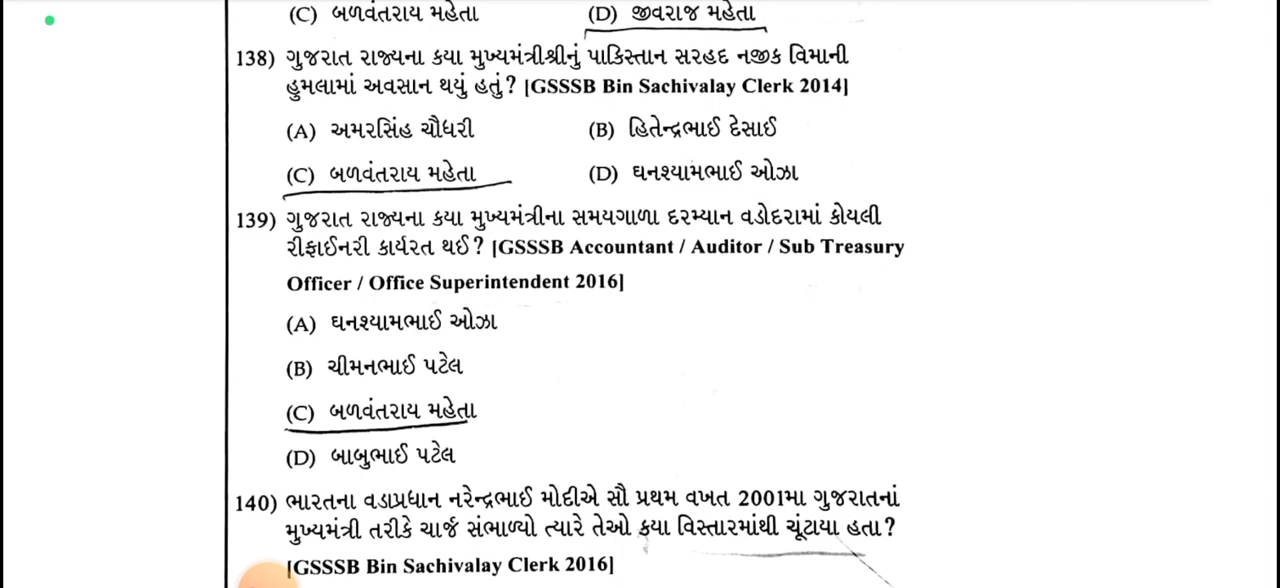 (C) બળવંતરાય મહેતા (D) જીવરાજ મહેતા
138) ગુજરાત રાજ્યના કયા મુખ્યમંત્રીશ્રીનું પાકિસ્તાન સરહદ નજીક વિમાની
હુમલામાં અવસાન થયું હતું? [GSSSB Bin Sachivalay Clerk 2014]
(A) અમરસિંહ ચૌધરી (B) હિતેન્દ્રભાઈ દેસાઈ
(C) બળવંતરાય મહેતા (D) ઘનશ્યામભાઈ ઓઝા
139) ગુજરાત રાજ્યના કયા મુખ્યમંત્રીના સમયગાળા દરમ્યાન વડોદરામાં કોયલી
રીફાઈનરી કાર્યરત થઈ? [GSSSB Accountant / Auditor / Sub Treasury
Officer / Office Superintendent 2016]
(A) ઘનશ્યામભાઈ ઓઝા
(B) ચીમનભાઈ પટેલ
(C) બળવંતરાય મહેતા
(D) બાબુભાઈ પટેલ
140) ભારતના વડાપ્રધાન નરેન્દ્રભાઈ મોદીએ સૌ પ્રથમ વખત 2001મા ગુજરાતનાં
મુખ્યમંત્રી તરીકે ચાર્જ સંભાળ્યો ત્યારે તેઓ કયા વિસ્તારમાંથી ચૂંટાયા હતા?
[GSSSB Bin Sachivalay Clerk 2016]